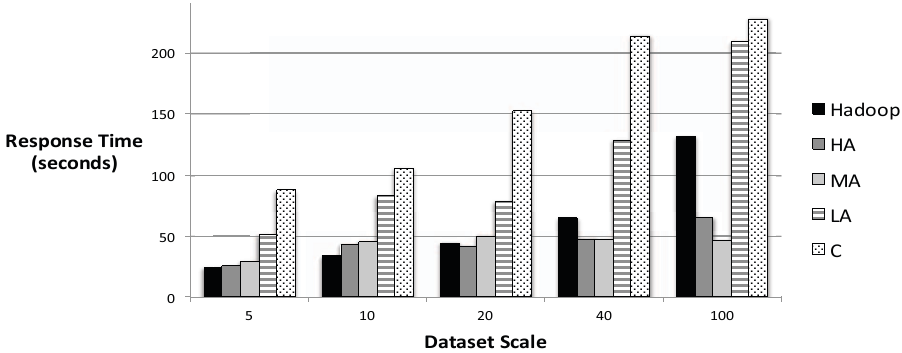 200
150
100
50
0
Response Time
(seconds)
5 10 20 40 100
Dataset Scale
Hadoop
HA
MA
LA
C